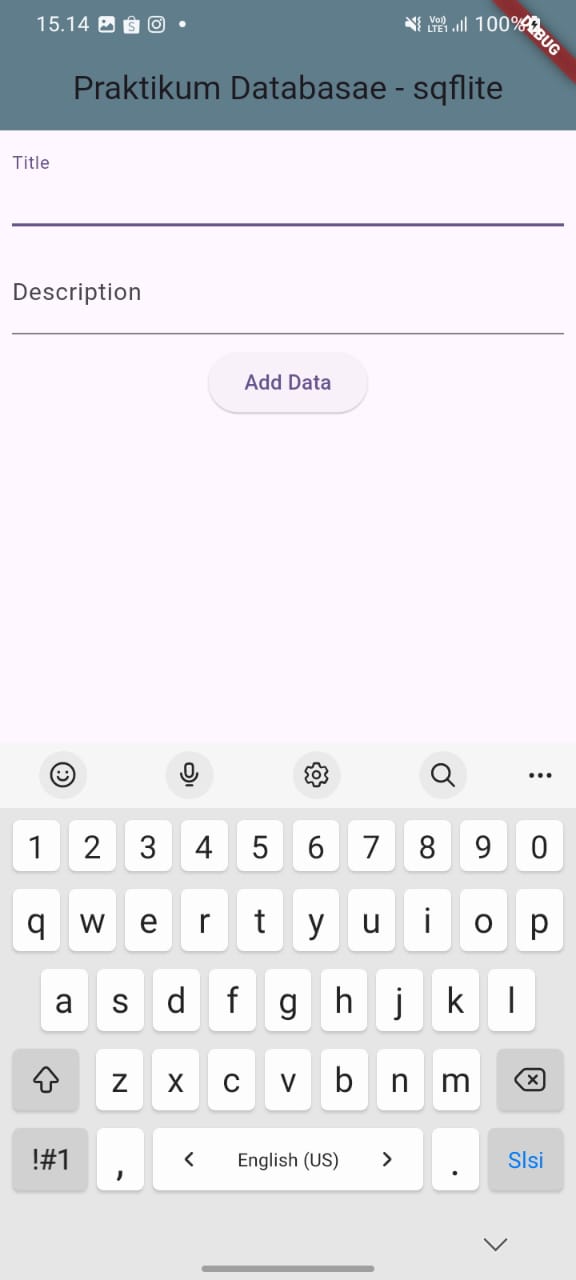 15.14 100%
DEBUG
Vo)
LTE1
Praktikum Databasae - sqflite
Title
Description
Add Data
1 2 3 4 5 6 7 8 9 0
q w e r t y u i o p
a s d f g h j k l
z x c v b n m
!#1 , English (US) . Slsi